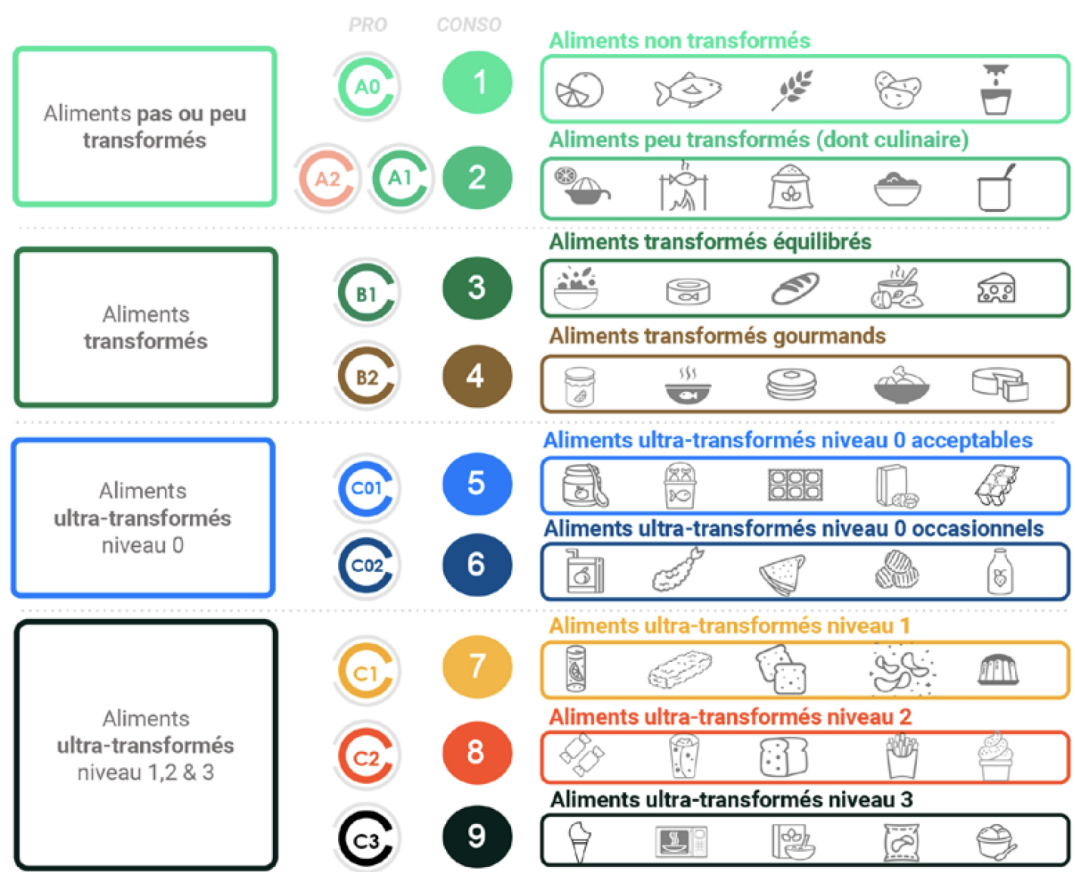 PRO CONSO
Aliments non transformés
A0 1
Aliments pas ou peu
transformés
Aliments peu transformés (dont culinaire)
A2 A1 2
Aliments transformés équilibrés
B1 3
Aliments
transformés
Aliments transformés gourmands
B2 4
Aliments ultra-transformés niveau 0 acceptables
C01 5
Aliments
ultra-transformés
niveau 0
Aliments ultra-transformés niveau 0 occasionnels
C02 6
Aliments ultra-transformés niveau 1
C1 7
Aliments
ultra-transformés
niveau 1,2 & 3
Aliments ultra-transformés niveau 2
C2 8
Aliments ultra-transformés niveau 3
C3 9